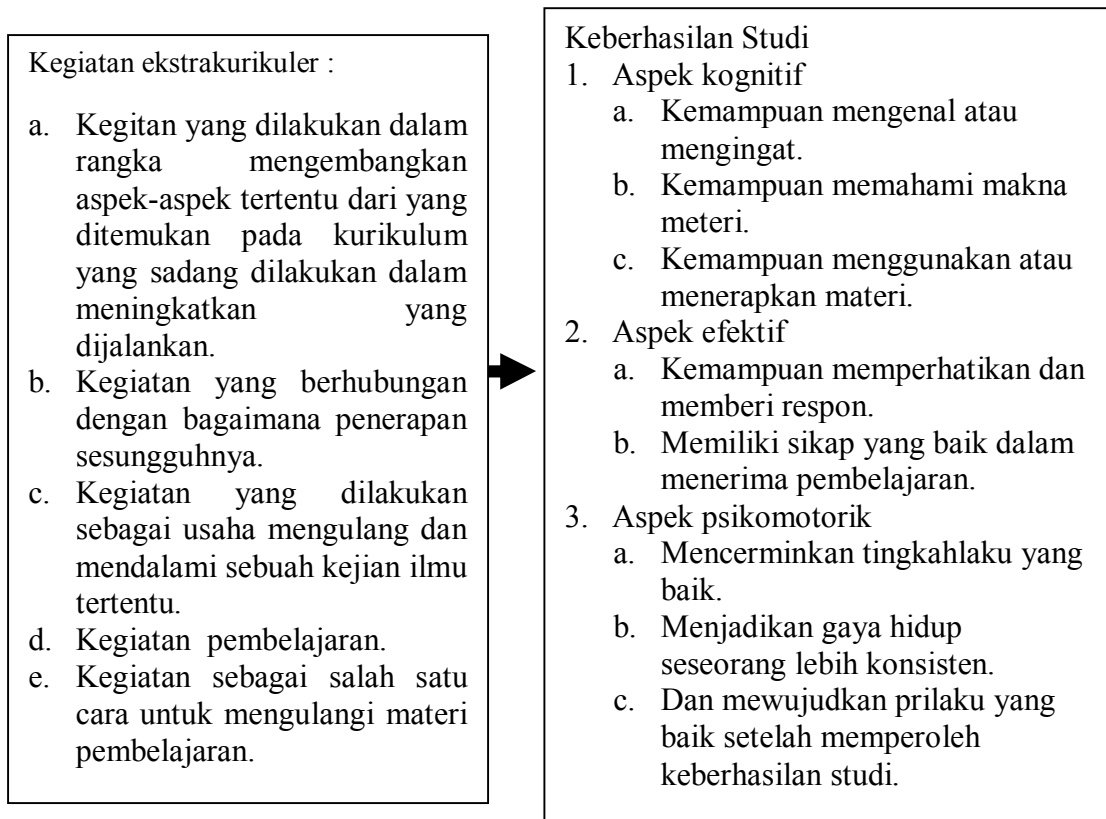 Kegiatan ekstrakurikuler :
a. Kegitan yang dilakukan dalam
rangka mengembangkan
aspek-aspek tertentu dari yang
ditemukan pada kurikulum
yang sadang dilakukan dalam
meningkatkan yang
dijalankan.
b. Kegiatan yang berhubungan
dengan bagaimana penerapan
sesungguhnya.
c. Kegiatan yang dilakukan
sebagai usaha mengulang dan
mendalami sebuah kejian ilmu
tertentu.
d. Kegiatan pembelajaran.
e. Kegiatan sebagai salah satu
cara untuk mengulangi materi
pembelajaran.
Keberhasilan Studi
1. Aspek kognitif
a. Kemampuan mengenal atau
mengingat.
b. Kemampuan memahami makna
meteri.
c. Kemampuan menggunakan atau
menerapkan materi.
2. Aspek efektif
a. Kemampuan memperhatikan dan
memberi respon.
b. Memiliki sikap yang baik dalam
menerima pembelajaran.
3. Aspek psikomotorik
a. Mencerminkan tingkahlaku yang
baik.
b. Menjadikan gaya hidup
seseorang lebih konsisten.
c. Dan mewujudkan prilaku yang
baik setelah memperoleh
keberhasilan studi.